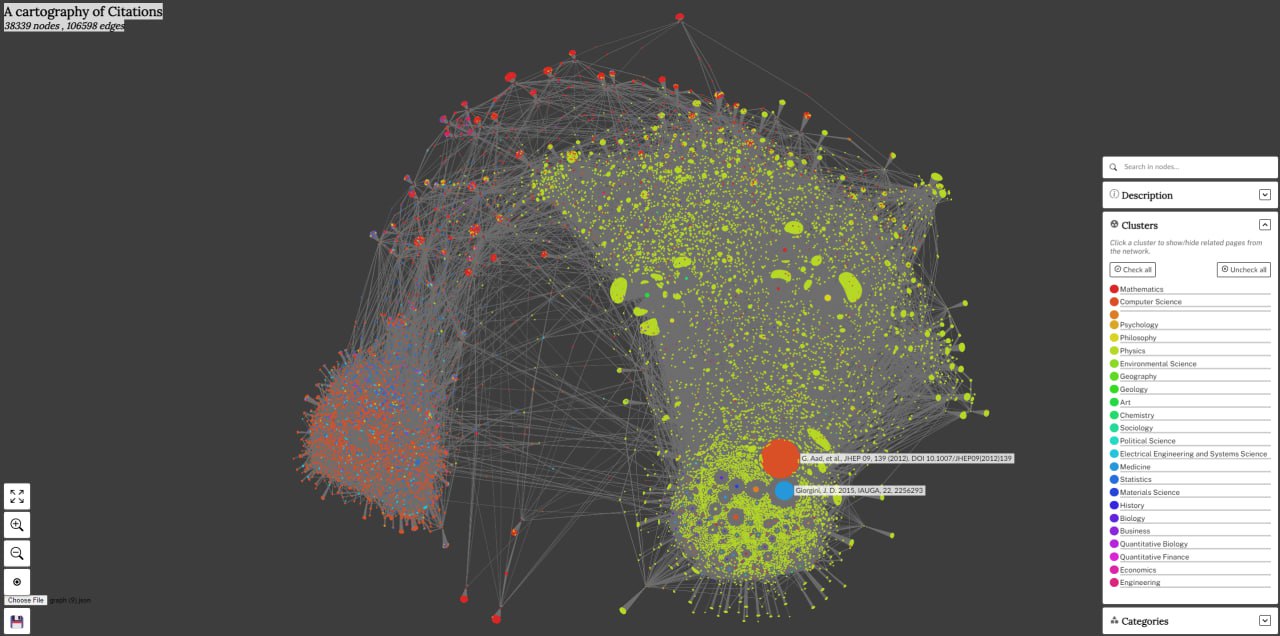 A cartography of Citations
38339 nodes , 106598 edges
Search in nodes...
Description
Clusters
Click a cluster to show/hide related pages from
the network.
Check all
Uncheck all
Mathematics
Computer Science
Psychology
Philosophy
Physics
Environmental Science
Geography
Geology
Art
Chemistry
Sociology
Political Science
Electrical Engineering and Systems Science
Medicine
Statistics
Materials Science
History
Biology
Business
Quantitative Biology
Quantitative Finance
Economics
Engineering
Categories
G. Aad, et al., JHEP 09, 139 (2012). DOI 10.1007/JHEP09(2012)139
Giorgini, J. D. 2015, IAUGA, 22, 2256293
Choose File graph (9).json